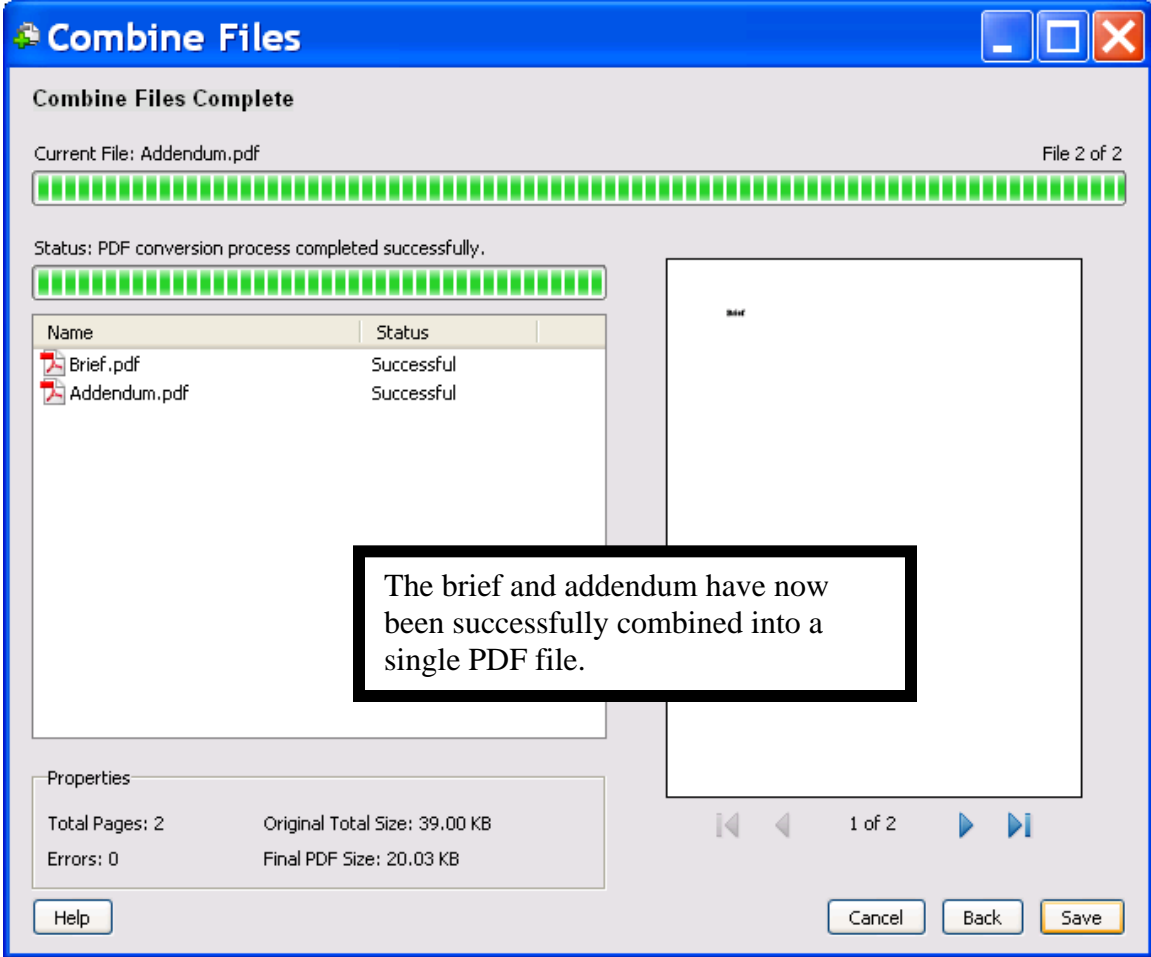 Combine Files
Combine Files Complete
Current File: Addendum.pdf File 2 of 2
Status: PDF conversion process completed successfully.
Name Status
Brief.pdf Successful
Addendum.pdf Successful
Brief
The brief and addendum have now
been successfully combined into a
single PDF file.
Properties
Total Pages: 2 Original Total Size: 39.00 KB
Errors: 0 Final PDF Size: 20.03 KB
1 of 2
Help Cancel Back Save